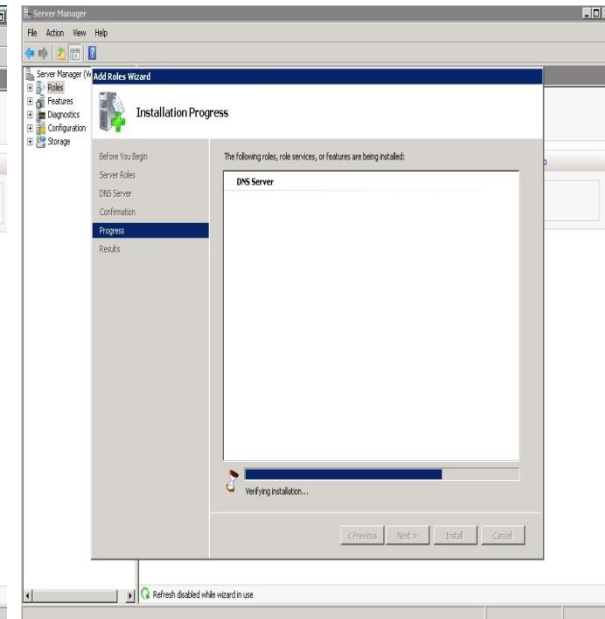 Server Manager
File Action View Help
Server Manager (W
Roles
Features
Diagnostics
Configuration
Storage
Add Roles Wizard
Installation Progress
Before You Begin
Server Roles
DNS Server
Confirmation
Progress
Results
The following roles, role services, or features are being installed:
DNS Server
Verifying installation...
< Previous Next > Install Cancel
Refresh disabled while wizard in use